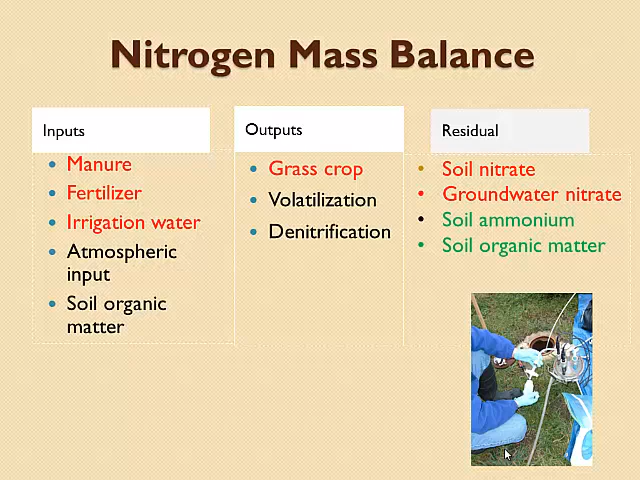 Nitrogen Mass Balance
Inputs
Manure
Fertilizer
Irrigation water
Atmospheric
input
Soil organic
matter
Outputs
Grass crop
Volatilization
Denitrification
Residual
Soil nitrate
Groundwater nitrate
Soil ammonium
Soil organic matter